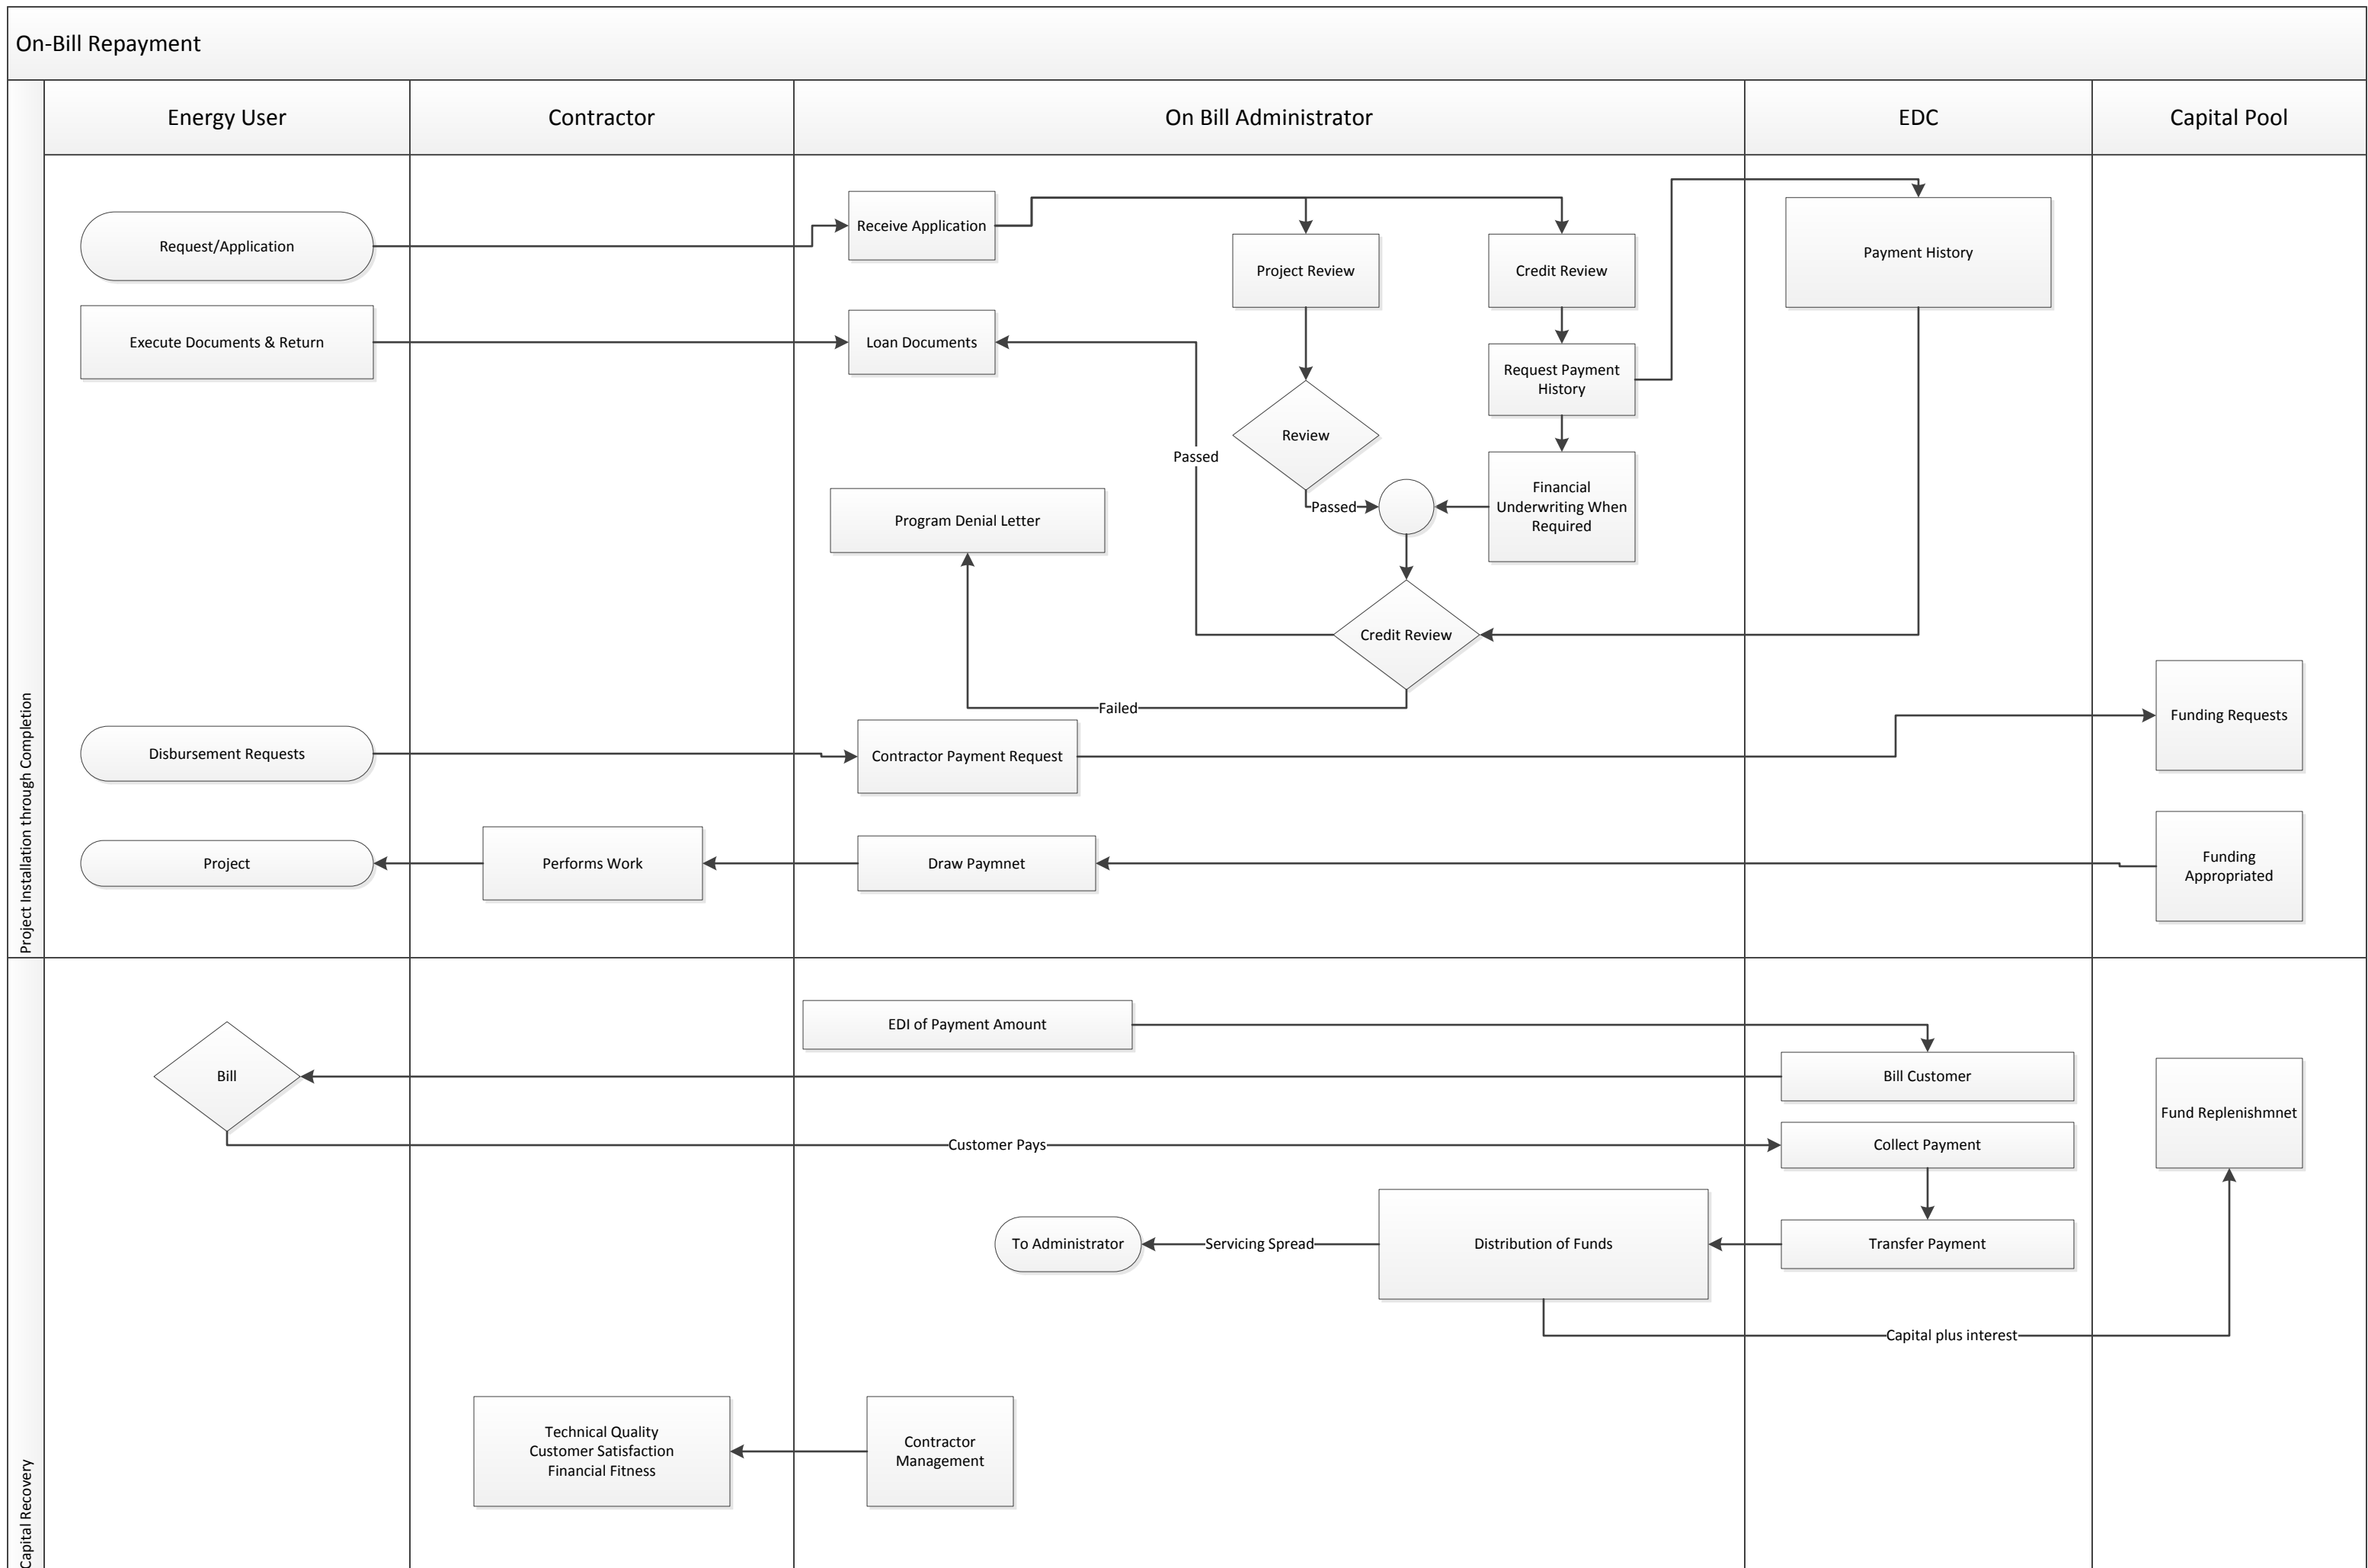 On-Bill Repayment
Energy User
Contractor
On Bill Administrator
EDC
Capital Pool
Project Installation through Completion
Request/Application
Receive Application
Project Review
Credit Review
Payment History
Execute Documents & Return
Loan Documents
Request Payment
History
Review
Passed
Passed
Financial
Underwriting When
Required
Program Denial Letter
Credit Review
Failed
Disbursement Requests
Contractor Payment Request
Funding Requests
Project
Performs Work
Draw Paymnet
Funding
Appropriated
Capital Recovery
EDI of Payment Amount
Bill
Bill Customer
Fund Replenishmnet
Customer Pays
Collect Payment
To Administrator
Servicing Spread
Distribution of Funds
Transfer Payment
Capital plus interest
Technical Quality
Customer Satisfaction
Financial Fitness
Contractor
Management